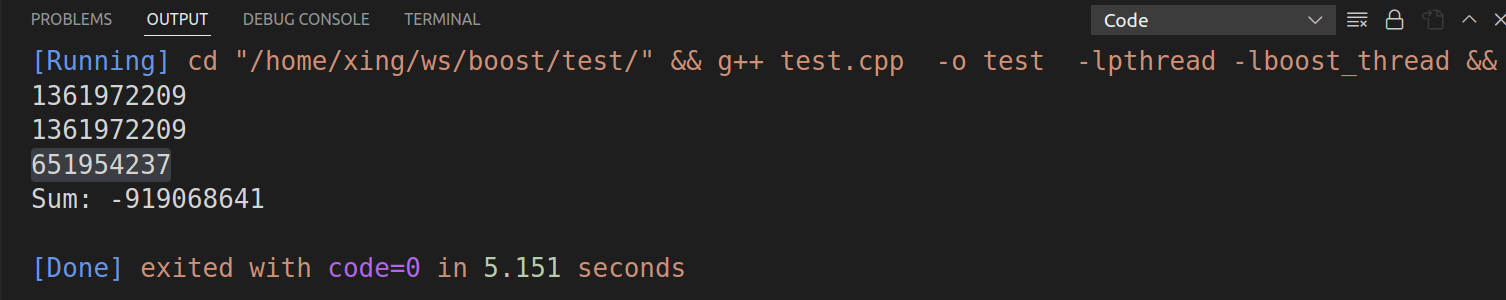 PROBLEMS OUTPUT DEBUG CONSOLE TERMINAL Code
[Running] cd "/home/xing/ws/boost/test/" && g++ test.cpp  -o test  -lpthread -lboost_thread &&
1361972209
1361972209
651954237
Sum: -919068641
[Done] exited with code=0 in 5.151 seconds